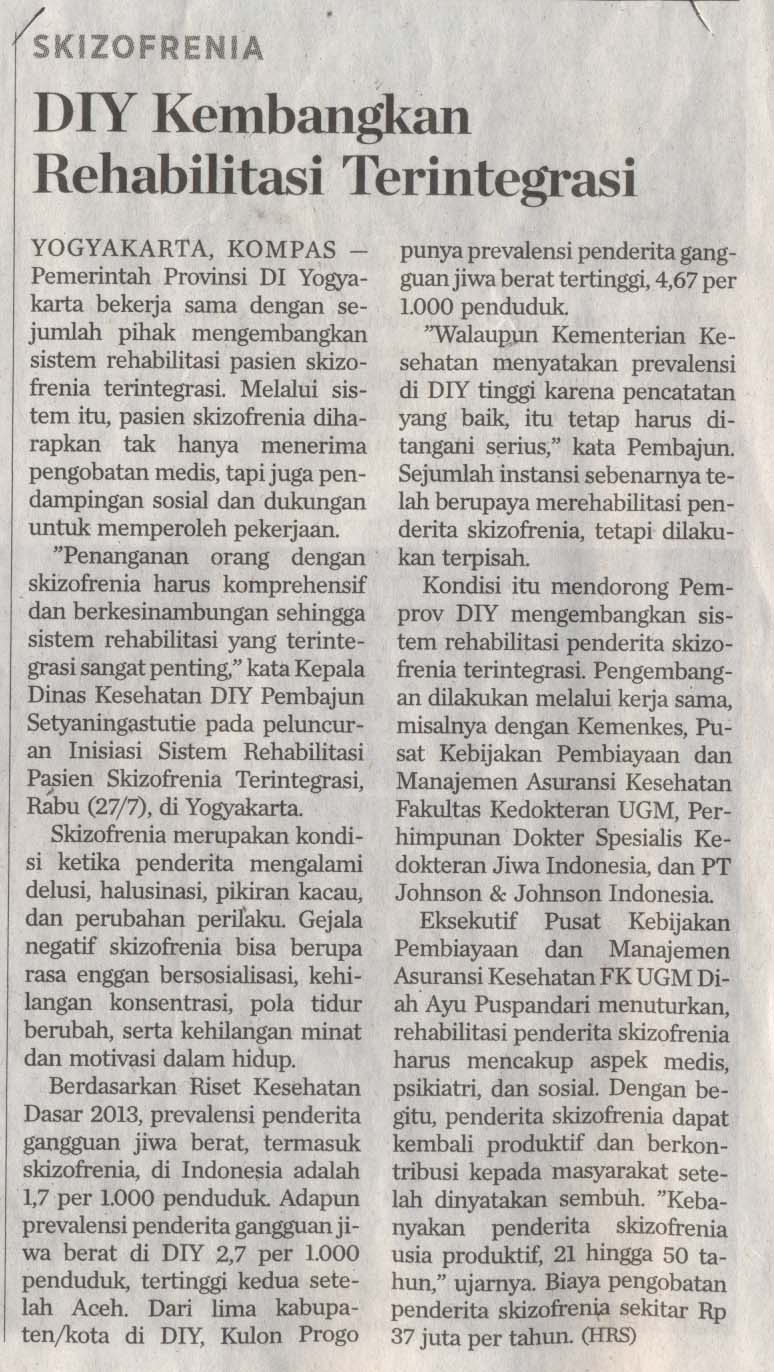 SKIZOFRENIA
DIY Kembangkan
Rehabilitasi Terintegrasi
YOGYAKARTA, KOMPAS —
Pemerintah Provinsi DI Yogya-
karta bekerja sama dengan se-
jumlah pihak mengembangkan
sistem rehabilitasi pasien skizo-
frenia terintegrasi. Melalui sis-
tem itu, pasien skizofrenia diha-
rapkan tak hanya menerima
pengobatan medis, tapi juga pen-
dampingan sosial dan dukungan
untuk memperoleh pekerjaan.
”Penanganan orang dengan
skizofrenia harus komprehensif
dan berkesinambungan sehingga
sistem rehabilitasi yang terinte-
grasi sangat penting,” kata Kepala
Dinas Kesehatan DIY Pembajun
Setyaningastutie pada peluncur-
an Inisiasi Sistem Rehabilitasi
Pasien Skizofrenia Terintegrasi,
Rabu (27/7), di Yogyakarta.
Skizofrenia merupakan kondi-
si ketika penderita mengalami
delusi, halusinasi, pikiran kacau,
dan perubahan perilaku. Gejala
negatif skizofrenia bisa berupa
rasa enggan bersosialisasi, kehi-
langan konsentrasi, pola tidur
berubah, serta kehilangan minat
dan motivasi dalam hidup.
Berdasarkan Riset Kesehatan
Dasar 2013, prevalensi penderita
gangguan jiwa berat, termasuk
skizofrenia, di Indonesia adalah
1,7 per 1.000 penduduk. Adapun
prevalensi penderita gangguan ji-
wa berat di DIY 2,7 per 1.000
penduduk, tertinggi kedua sete-
lah Aceh. Dari lima kabupa-
ten/kota di DIY, Kulon Progo
punya prevalensi penderita gang-
guan jiwa berat tertinggi, 4,67 per
1.000 penduduk.
”Walaupun Kementerian Ke-
sehatan menyatakan prevalensi
di DIY tinggi karena pencatatan
yang baik, itu tetap harus di-
tangani serius,” kata Pembajun.
Sejumlah instansi sebenarnya te-
lah berupaya merehabilitasi pen-
derita skizofrenia, tetapi dilaku-
kan terpisah.
Kondisi itu mendorong Pem-
prov DIY mengembangkan sis-
tem rehabilitasi penderita skizo-
frenia terintegrasi. Pengembang-
an dilakukan melalui kerja sama,
misalnya dengan Kemenkes, Pu-
sat Kebijakan Pembiayaan dan
Manajemen Asuransi Kesehatan
Fakultas Kedokteran UGM, Per-
himpunan Dokter Spesialis Ke-
dokteran Jiwa Indonesia, dan PT
Johnson & Johnson Indonesia.
Eksekutif Pusat Kebijakan
Pembiayaan dan Manajemen
Asuransi Kesehatan FK UGM Di-
ah Ayu Puspandari menuturkan,
rehabilitasi penderita skizofrenia
harus mencakup aspek medis,
psikiatri, dan sosial. Dengan be-
gitu, penderita skizofrenia dapat
kembali produktif dan berkon-
tribusi kepada masyarakat sete-
lah dinyatakan sembuh. ”Keba-
nyakan penderita skizofrenia
usia produktif, 21 hingga 50 ta-
hun,” ujarnya. Biaya pengobatan
penderita skizofrenia sekitar Rp
37 juta per tahun. (HRS)